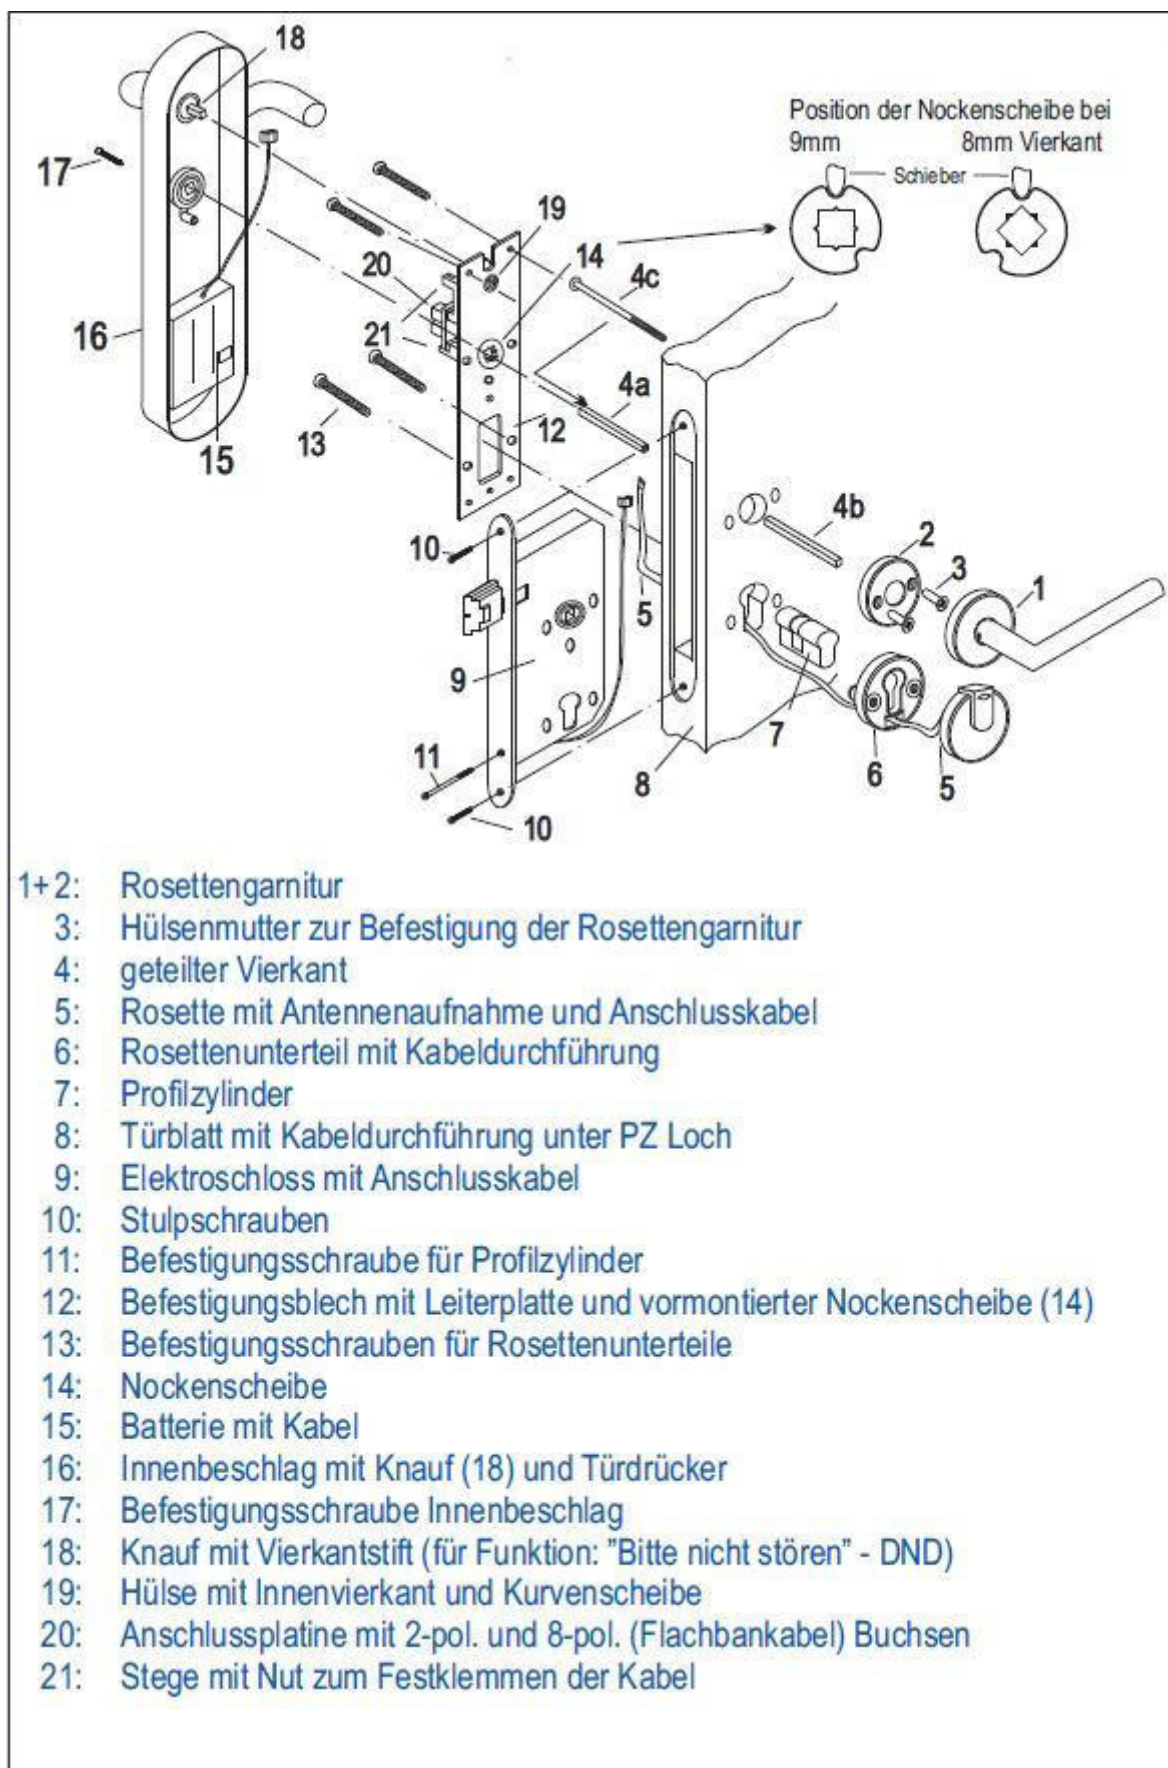 18
Position der Nockenscheibe bei
9mm 8mm Vierkant
Schieber
17
19
14
20
4c
21
16
4a
13
12
15
10
4b
2
3
1
5
9
7
11
8
6
5
10
1+2: Rosettengarnitur
3: Hülsenmutter zur Befestigung der Rosettengarnitur
4: geteilter Vierkant
5: Rosette mit Antennenaufnahme und Anschlusskabel
6: Rosettenunterteil mit Kabeldurchführung
7: Profilzylinder
8: Türblatt mit Kabeldurchführung unter PZ Loch
9: Elektroschloss mit Anschlusskabel
10: Stulpschrauben
11: Befestigungsschraube für Profilzylinder
12: Befestigungsblech mit Leiterplatte und vormontierter Nockenscheibe (14)
13: Befestigungsschrauben für Rosettenunterteile
14: Nockenscheibe
15: Batterie mit Kabel
16: Innenbeschlag mit Knauf (18) und Türdrücker
17: Befestigungsschraube Innenbeschlag
18: Knauf mit Vierkantstift (für Funktion: "Bitte nicht stören" - DND)
19: Hülse mit Innenvierkant und Kurvenscheibe
20: Anschlussplatine mit 2-pol. und 8-pol. (Flachbankabel) Buchsen
21: Stege mit Nut zum Festklemmen der Kabel